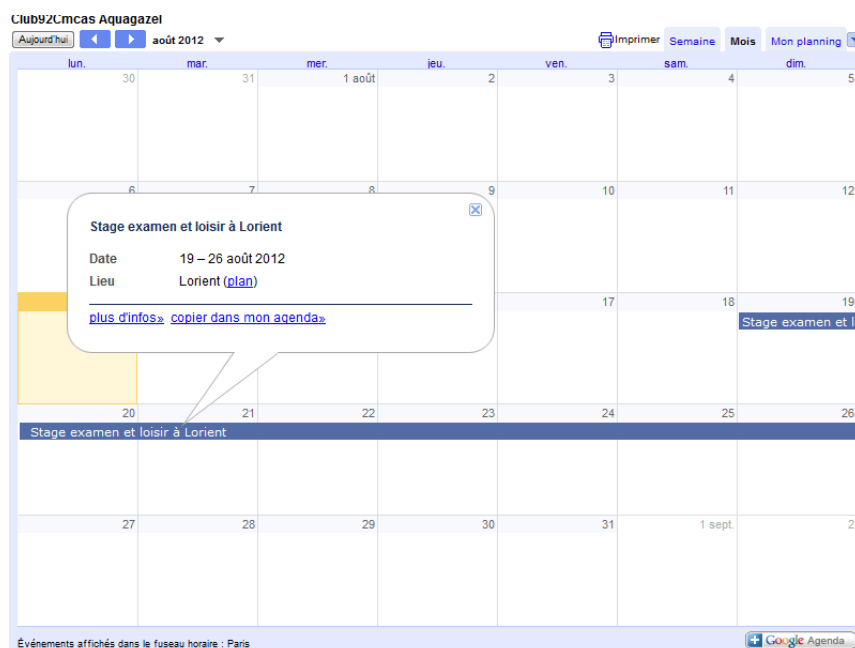 Club92Cmcas Aquagazel
Aujourd'hui août 2012 Imprimer Semaine Mois Mon planning
lun. mar. mer. jeu. ven. sam. dim.
30 31 1 août 2 3 4 5
6 7 8 9 10 11 12
Stage examen et loisir à Lorient
Date 19 – 26 août 2012
Lieu Lorient (plan)
plus d'infos» copier dans mon agenda»
17 18 19
Stage examen et l
20 21 22 23 24 25 26
Stage examen et loisir à Lorient
27 28 29 30 31 1 sept. 2
Événements affichés dans le fuseau horaire : Paris
Google Agenda